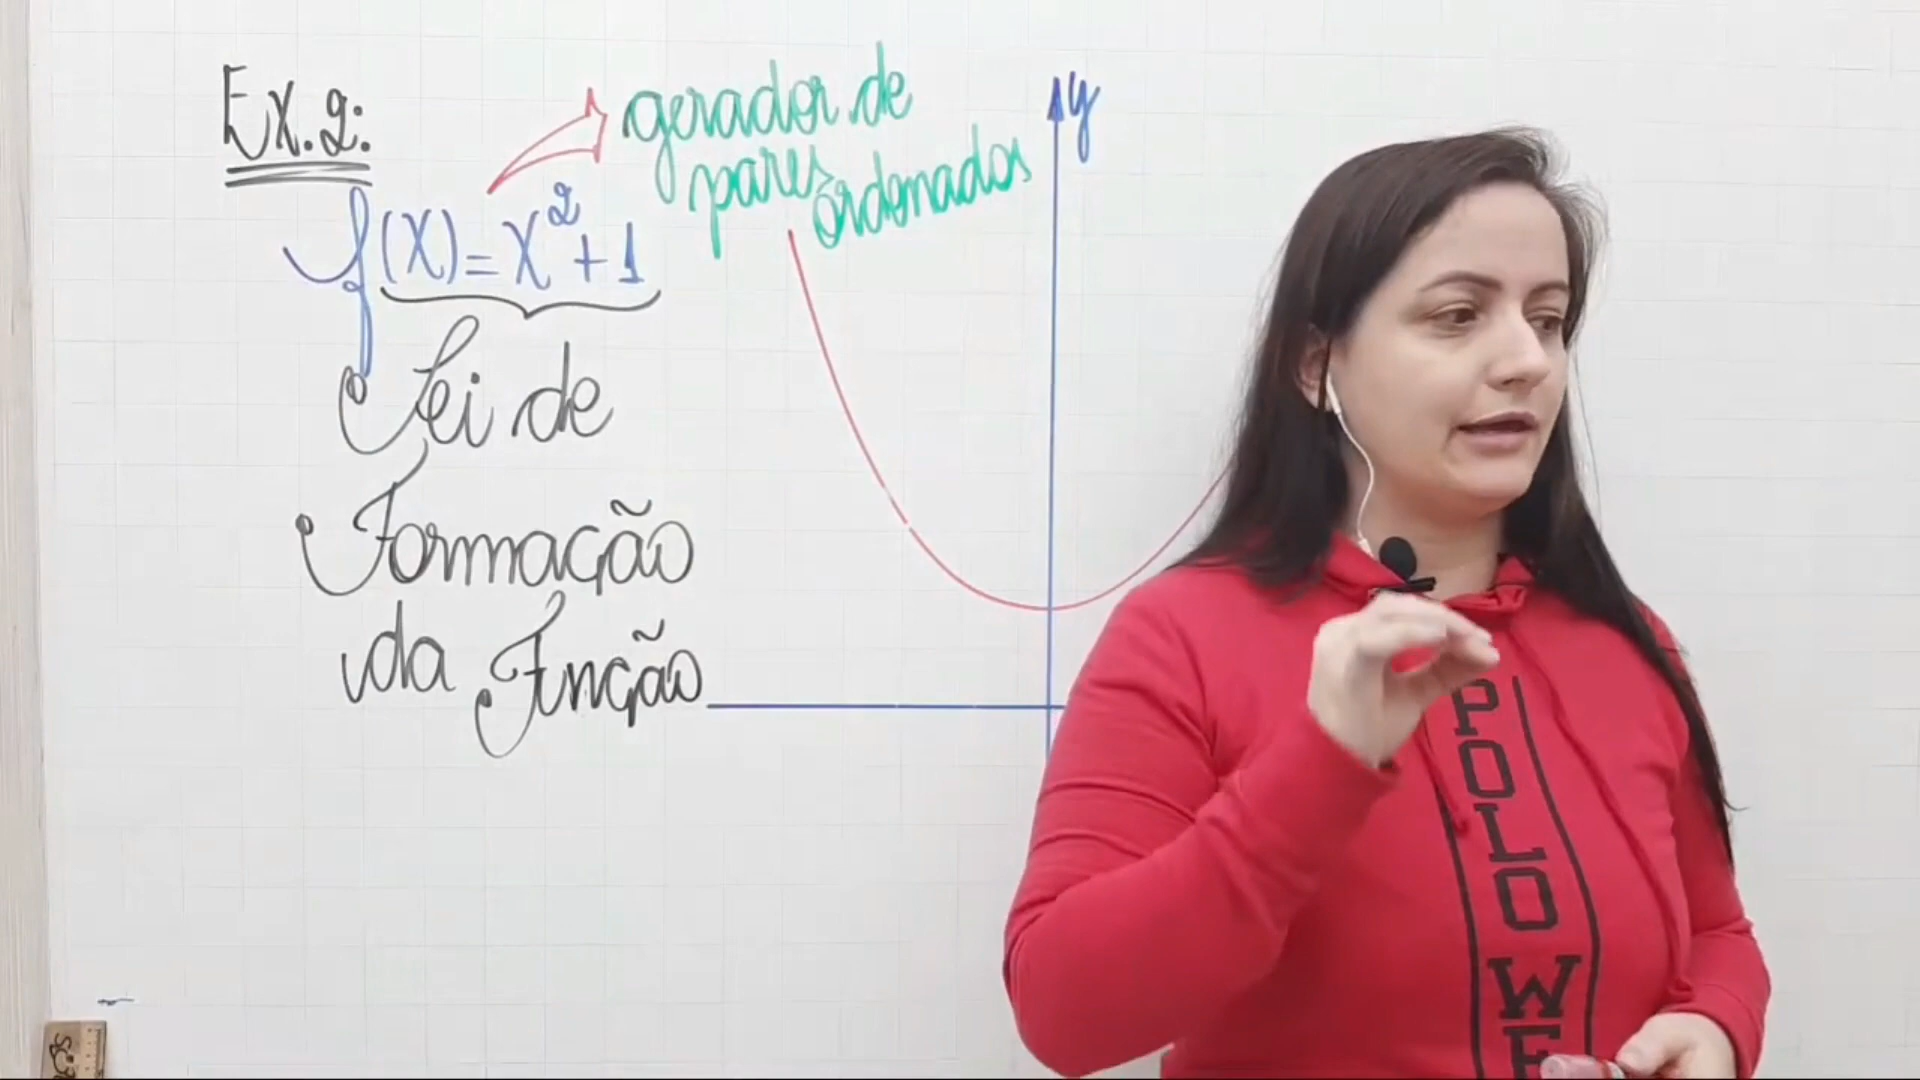 Ex. 2:
gerador de
pares ordenados
y
f(x) = x² + 1
Lei de
Formação
da Função
POLO WE